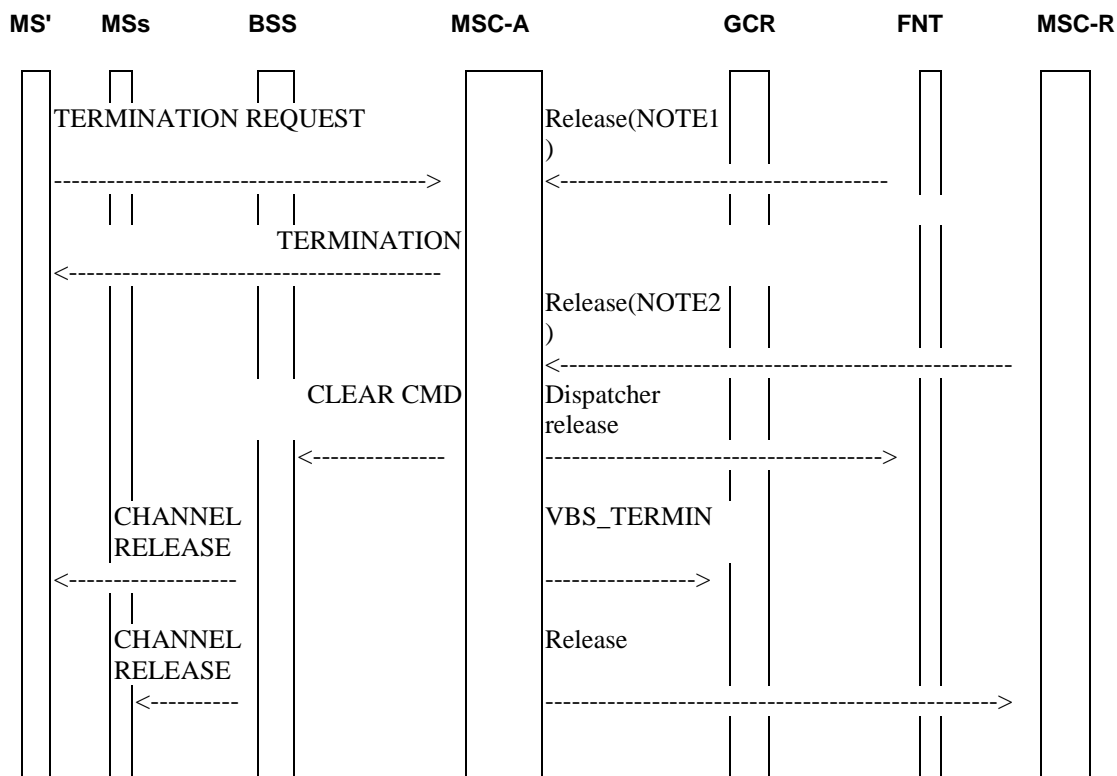 MS' MSs BSS MSC-A GCR FNT MSC-R
TERMINATION REQUEST Release(NOTE1
)
-----------------------------------------> <------------------------------------
TERMINATION
<-----------------------------------------
Release(NOTE2
)
<--------------------------------------------------
CLEAR CMD Dispatcher
release
<--------------- ------------------------------------->
CHANNEL VBS_TERMIN
RELEASE
<------------------- ---------------->
CHANNEL Release
RELEASE
<---------- -------------------------------------------------->